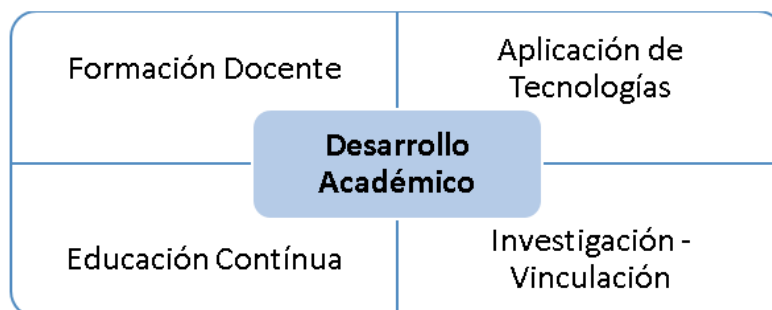 Formación Docente
Aplicación de
Tecnologías
Desarrollo
Académico
Educación Contínua
Investigación -
Vinculación